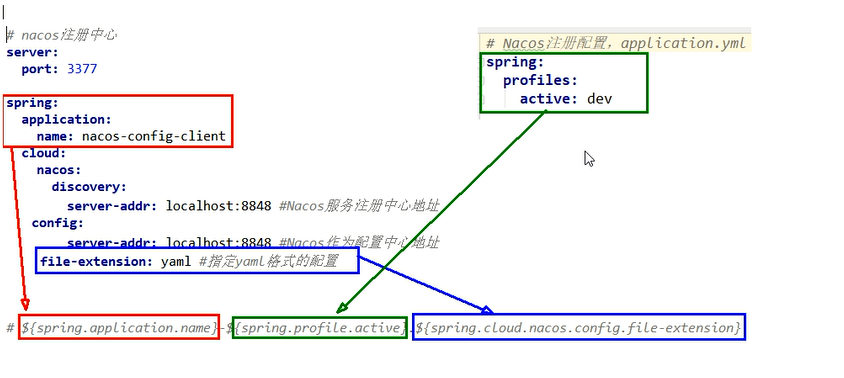 # nacos注册中心
server:
port: 3377
spring:
application:
name: nacos-config-client
cloud:
nacos:
discovery:
server-addr: localhost:8848 #Nacos服务注册中心地址
config:
server-addr: localhost:8848 #Nacos作为配置中心地址
file-extension: yaml #指定yaml格式的配置
# Nacos注册配置，application.yml
spring:
profiles:
active: dev
# ${spring.application.name}-${spring.profile.active}.${spring.cloud.nacos.config.file-extension}